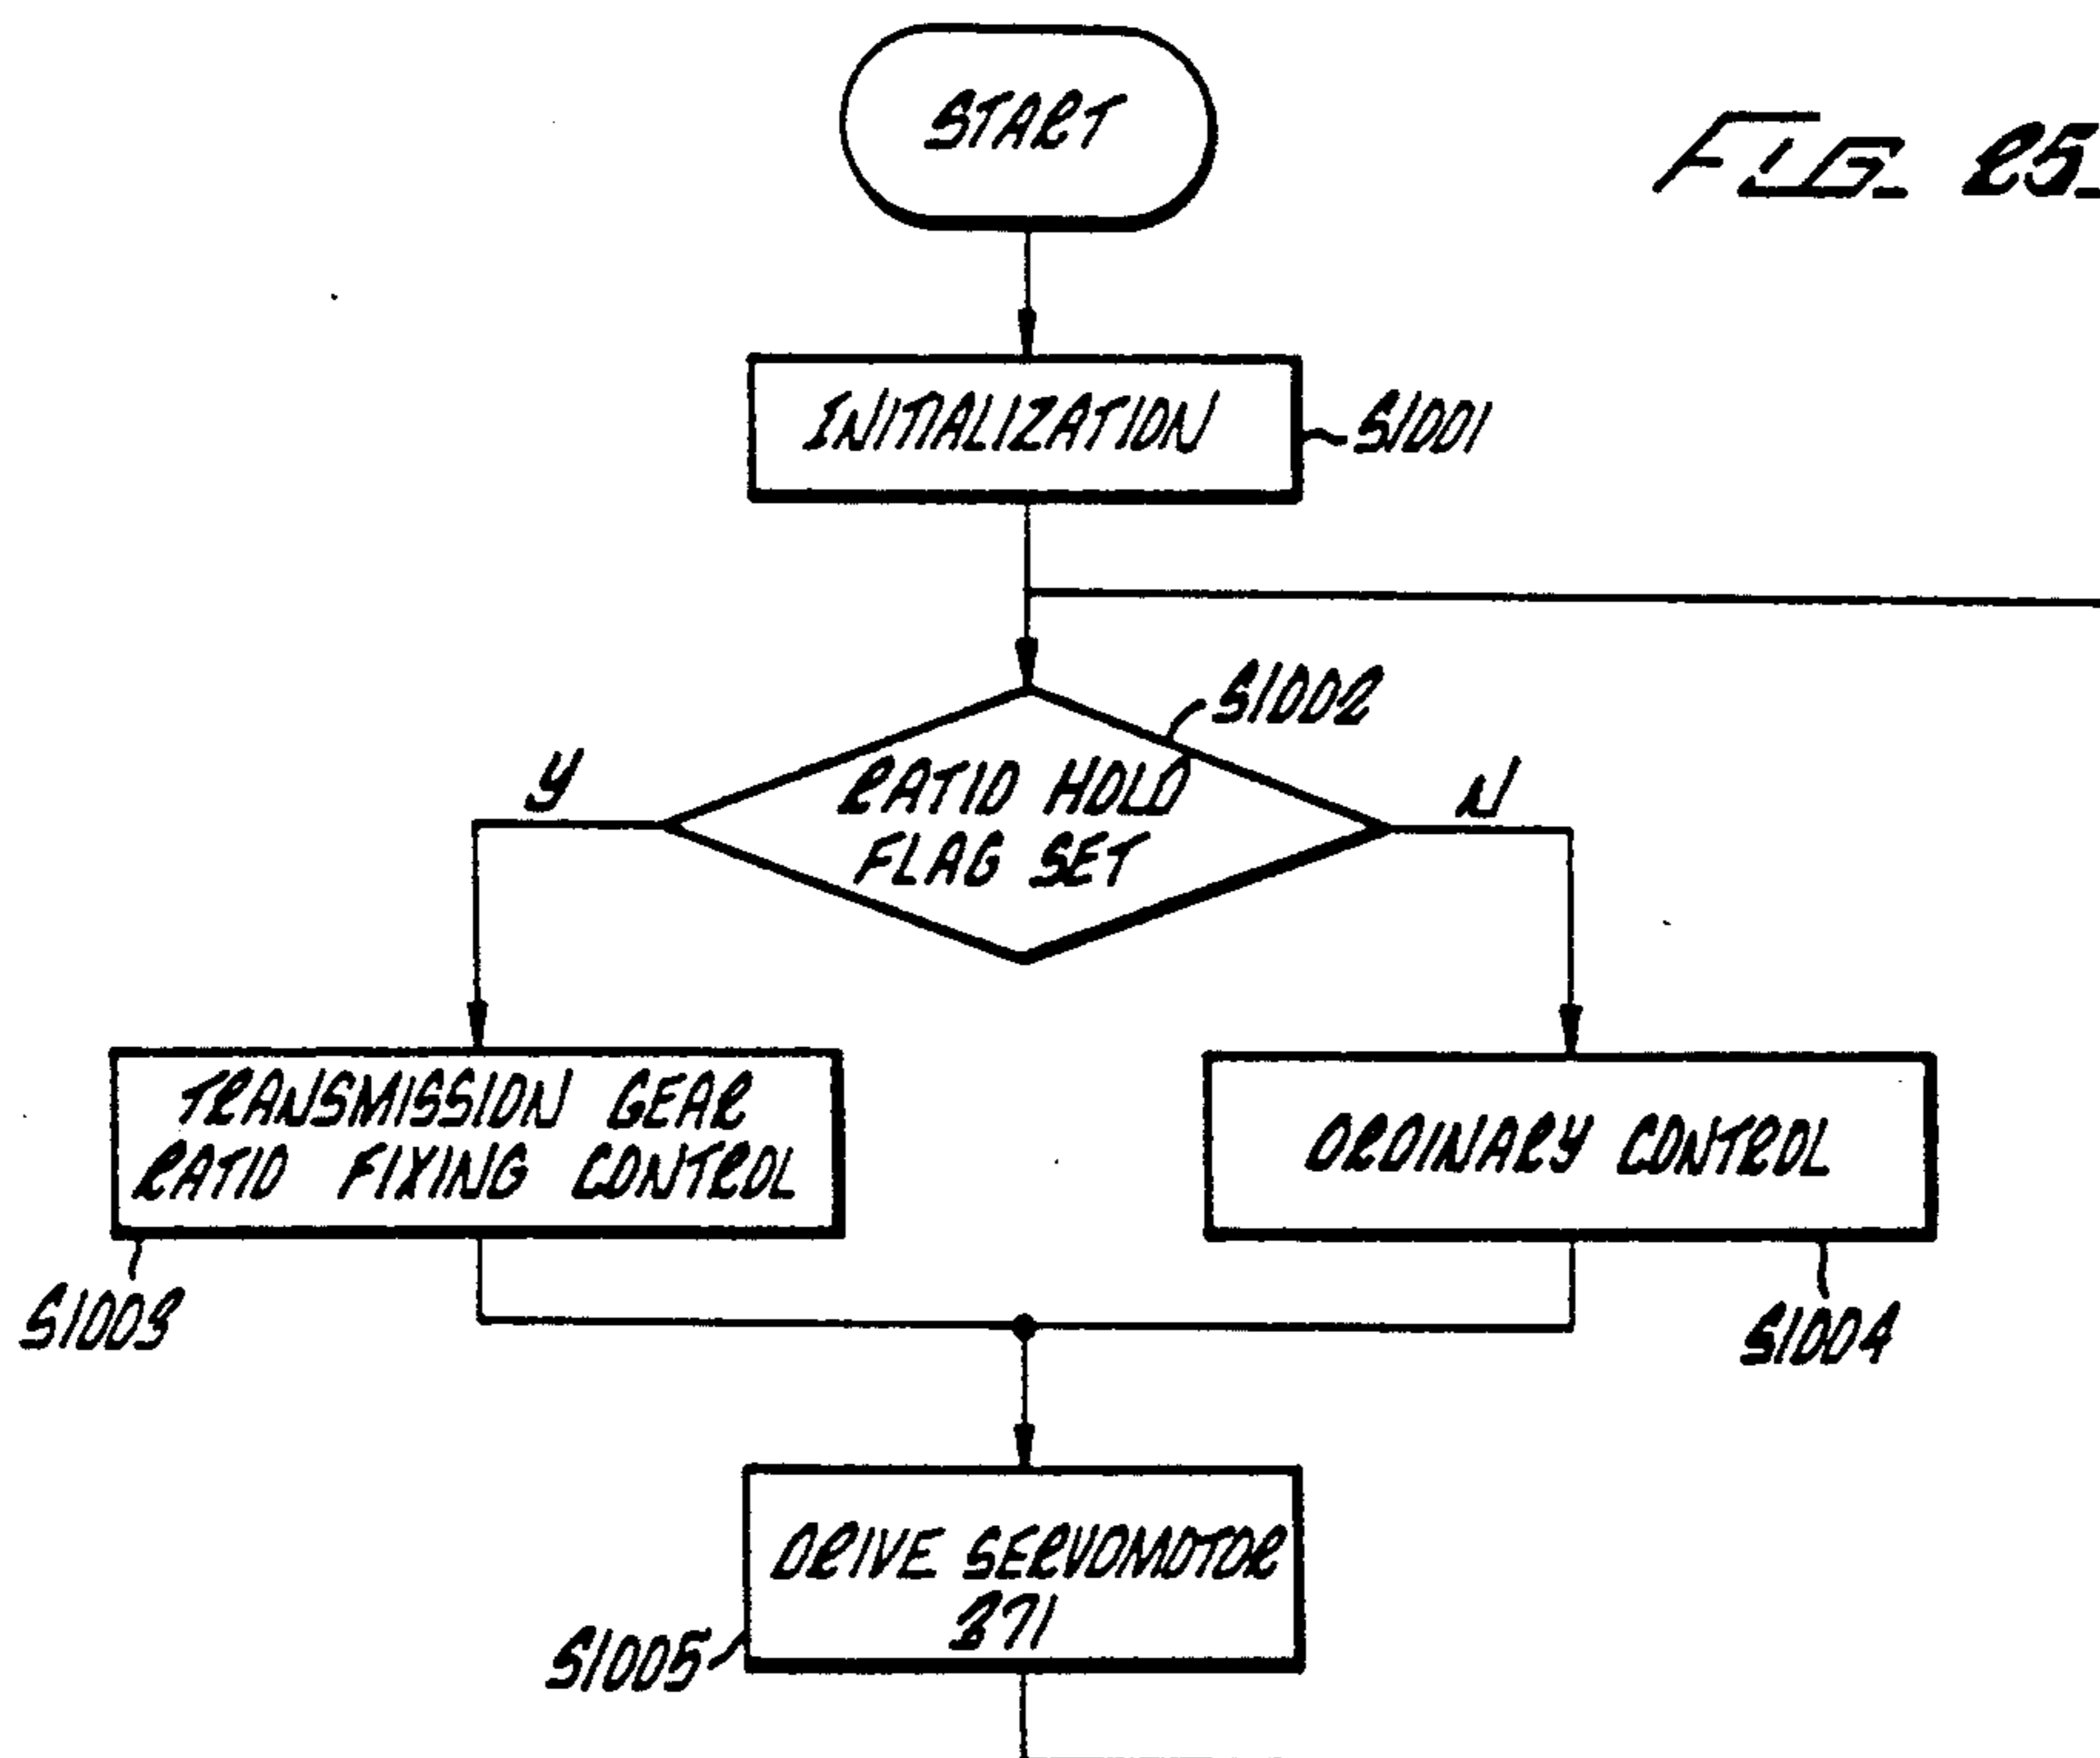 START
FIG. 25.
INITIALIZATION
S1001
S1002
RATIO HOLD
FLAG SET
Y
N
TRANSMISSION GEAR
RATIO FIXING CONTROL
ORDINARY CONTROL
S1003
S1004
DRIVE SERVOMOTOR
371
S1005